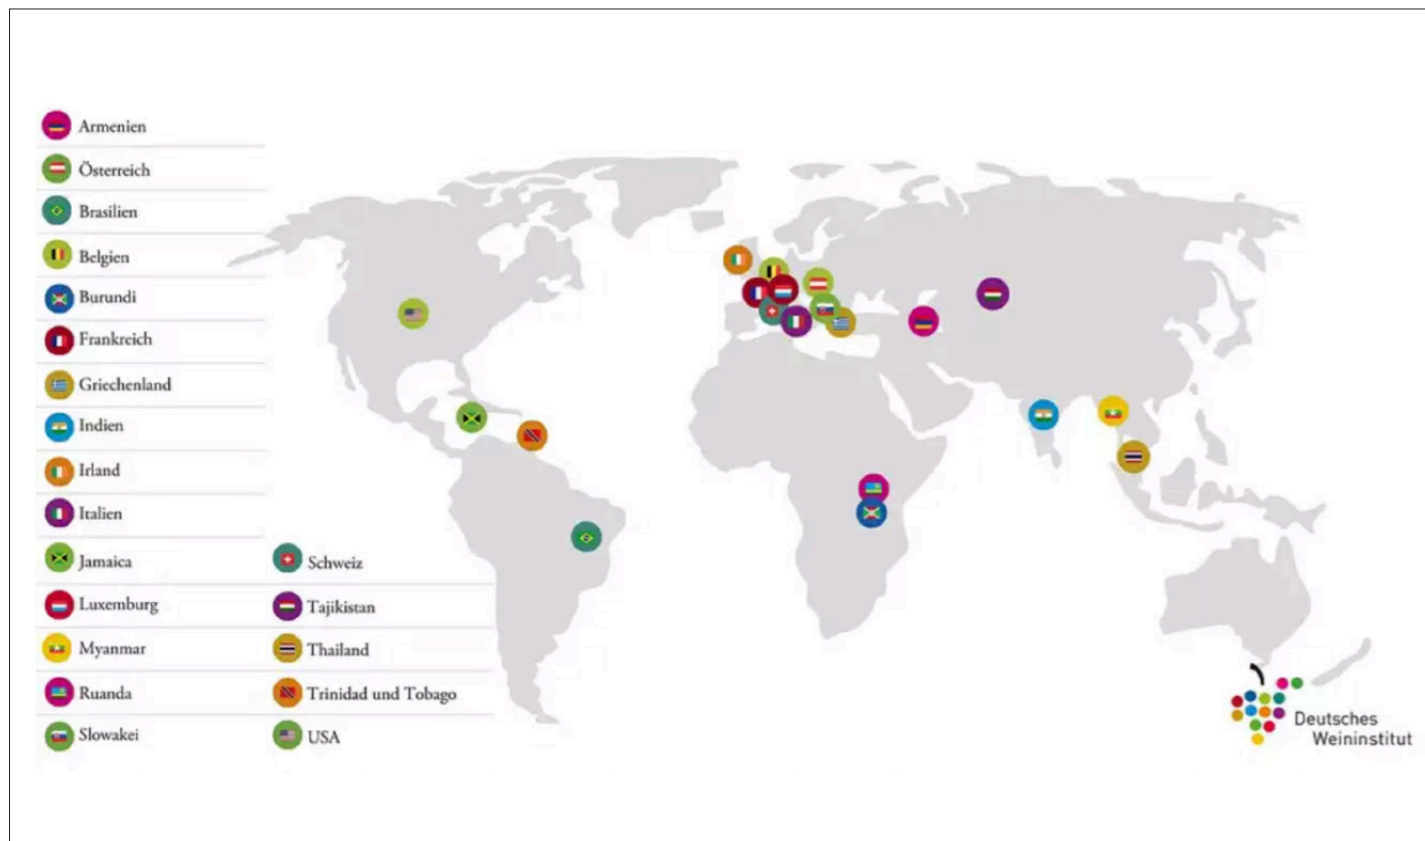 Armenien
Österreich
Brasilien
Belgien
Burundi
Frankreich
Griechenland
Indien
Irland
Italien
Jamaica
Luxemburg
Myanmar
Ruanda
Slowakei
Schweiz
Tajikistan
Thailand
Trinidad und Tobago
USA
Deutsches
Weininstitut